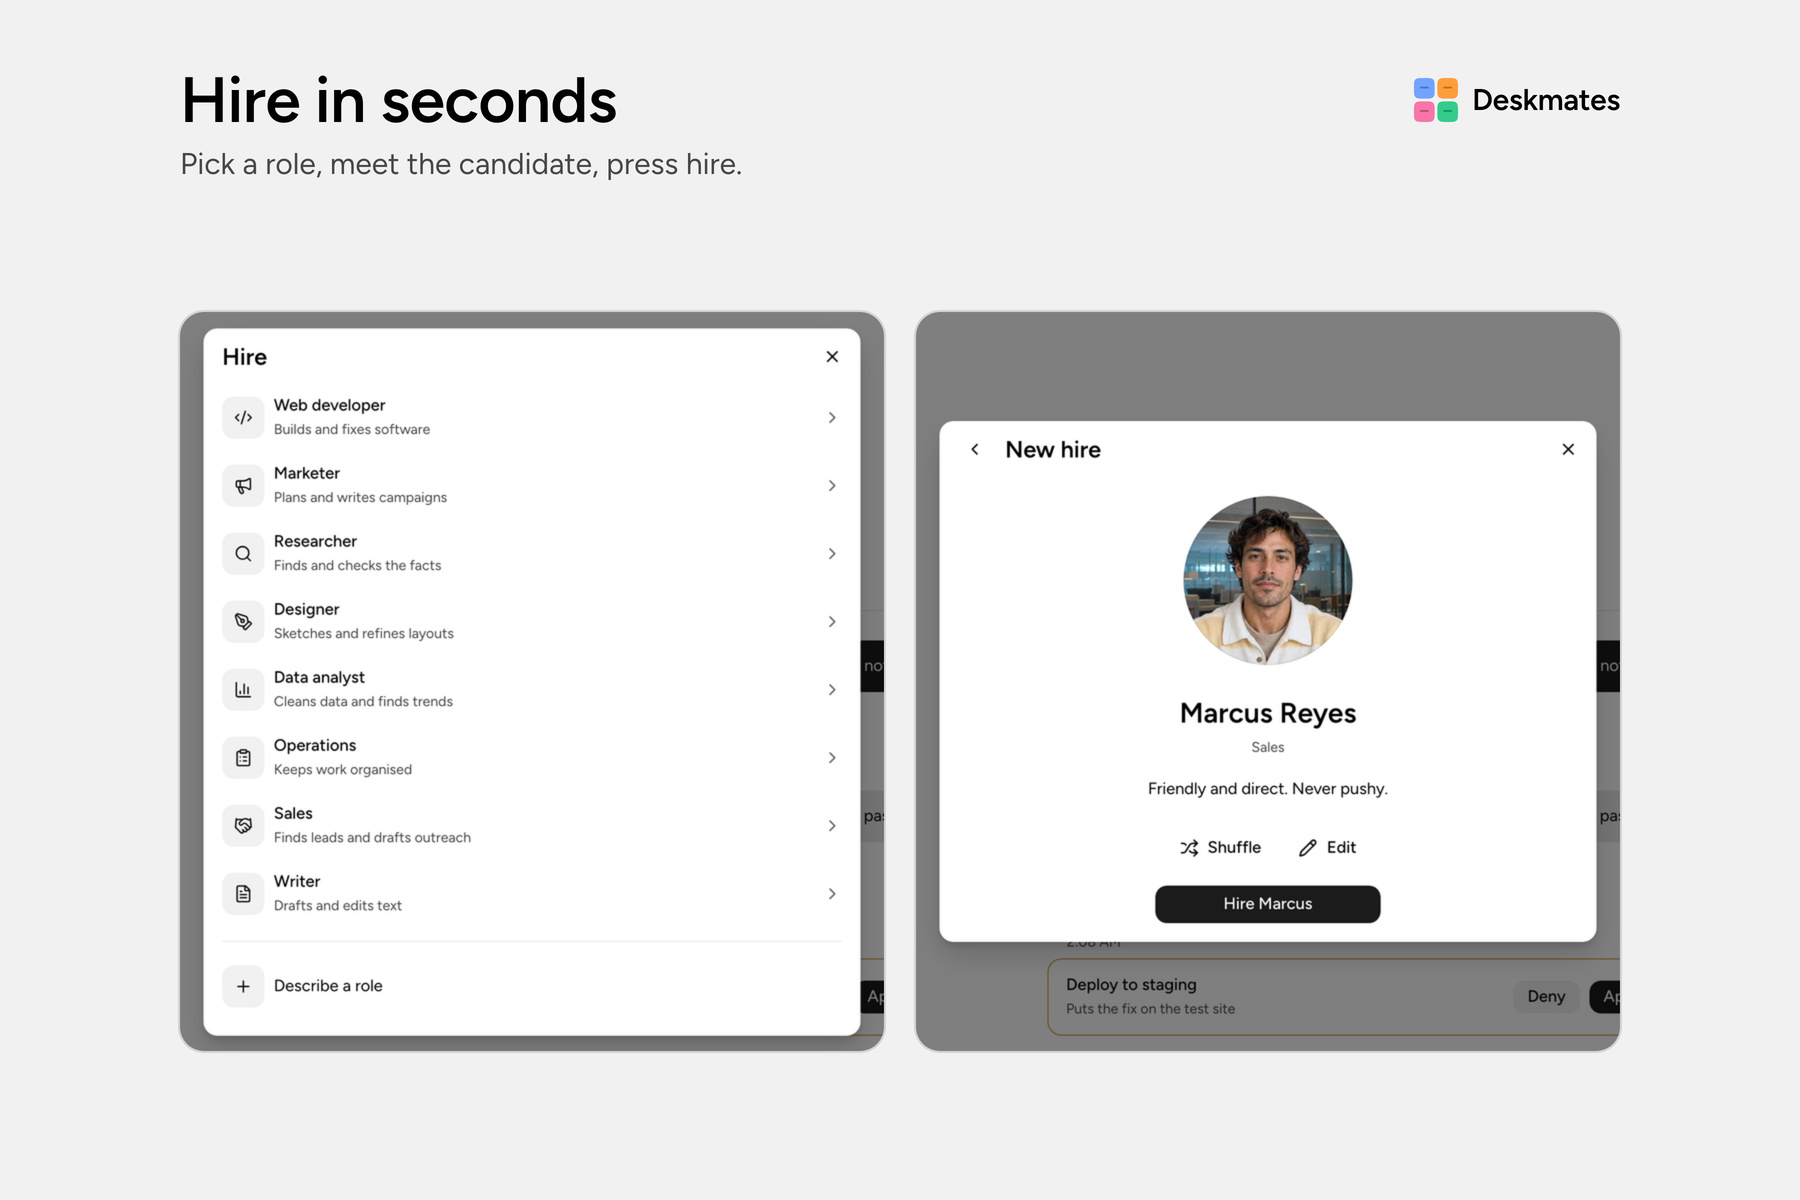 Hire in seconds
Pick a role, meet the candidate, press hire.
Deskmates
Hire
Web developer
Builds and fixes software
Marketer
Plans and writes campaigns
Researcher
Finds and checks the facts
Designer
Sketches and refines layouts
Data analyst
Cleans data and finds trends
Operations
Keeps work organised
Sales
Finds leads and drafts outreach
Writer
Drafts and edits text
Describe a role
New hire
Marcus Reyes
Sales
Friendly and direct. Never pushy.
Shuffle
Edit
Hire Marcus
Deploy to staging
Puts the fix on the test site
Deny